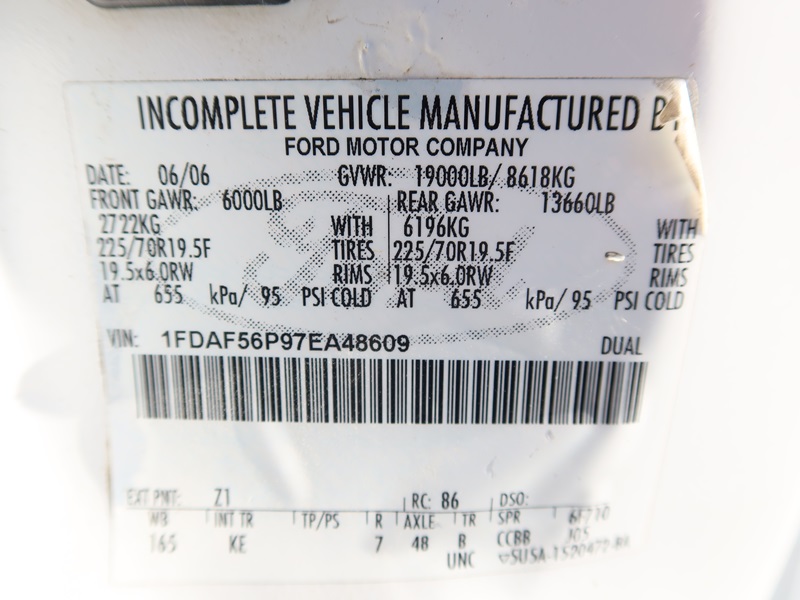 INCOMPLETE VEHICLE MANUFACTURED BY
FORD MOTOR COMPANY
DATE: 06/06 GVWR: 19000LB/ 8618KG
FRONT GAWR: 6000LB REAR GAWR: 13660LB
2722KG WITH 6196KG WITH
225/70R19.5F TIRES 225/70R19.5F TIRES
19.5x6.0RW RIMS 19.5x6.0RW RIMS
AT 655 kPa/ 95 PSI COLD AT 655 kPa/ 95 PSI COLD
VIN: 1FDAF56P97EA48609 DUAL
EXT PNT: Z1 RC: 86 DSO:
WB INT TR TP/PS R AXLE TR SPR
165 KE 7 48 B CCBB
UNC